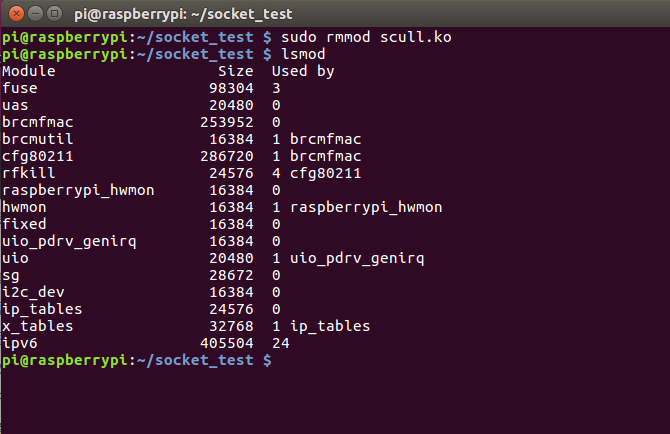 pi@raspberrypi: ~/socket_test
pi@raspberrypi:~/socket_test $ sudo rmmod scull.ko
pi@raspberrypi:~/socket_test $ lsmod
Module                  Size  Used by
fuse                   98304  3
uas                    20480  0
brcmfmac              253952  0
brcmutil               16384  1 brcmfmac
cfg80211              286720  1 brcmfmac
rfkill                 24576  4 cfg80211
raspberrypi_hwmon      16384  0
hwmon                  16384  1 raspberrypi_hwmon
fixed                  16384  0
uio_pdrv_genirq        16384  0
uio                    20480  1 uio_pdrv_genirq
sg                     28672  0
i2c_dev                16384  0
ip_tables              24576  0
x_tables               32768  1 ip_tables
ipv6                  405504  24
pi@raspberrypi:~/socket_test $